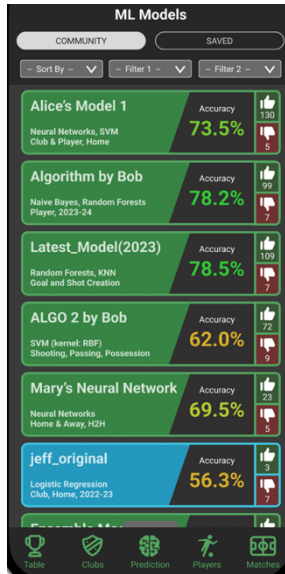 ML Models
COMMUNITY
SAVED
-- Sort By --
-- Filter 1 --
-- Filter 2 --
Alice's Model 1
Neural Networks, SVM
Club & Player, Home
Accuracy
73.5%
130
5
Algorithm by Bob
Naive Bayes, Random Forests
Player, 2023-24
Accuracy
78.2%
99
7
Latest_Model(2023)
Random Forests, KNN
Goal and Shot Creation
Accuracy
78.5%
109
7
ALGO 2 by Bob
SVM (kernel: RBF)
Shooting, Passing, Possession
Accuracy
62.0%
72
9
Mary's Neural Network
Neural Networks
Home & Away, H2H
Accuracy
69.5%
23
5
jeff_original
Logistic Regression
Club, Home, 2022-23
Accuracy
56.3%
3
7
Table
Clubs
Prediction
Players
Matches